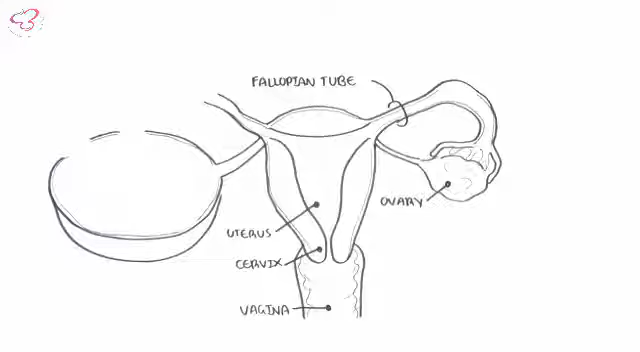 FALLOPIAN TUBE
OVARY
UTERUS
CERVIX
VAGINA